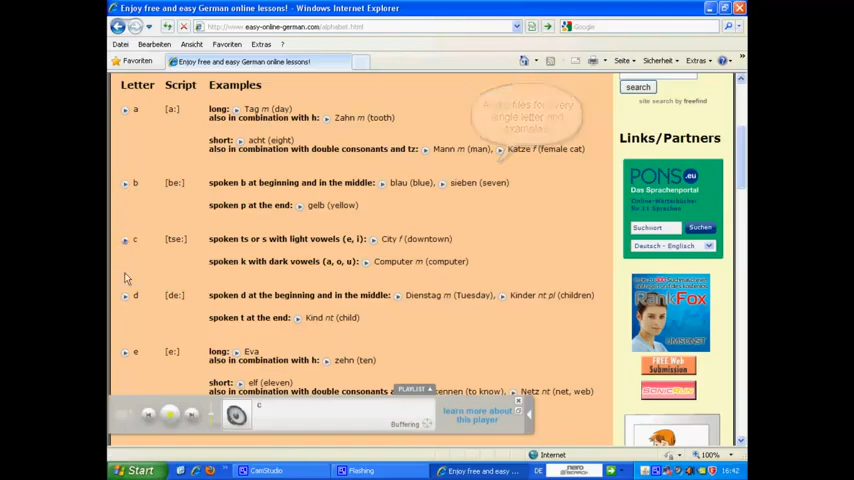 Enjoy free and easy German online lessons! - Windows Internet Explorer
http://www.easy-online-german.com/alphabet.html
Google
Datei Bearbeiten Ansicht Favoriten Extras ?
Favoriten Enjoy free and easy German online lessons!
Seite Sicherheit Extras
Letter Script Examples
a [a:] long: Tag m (day)
also in combination with h: Zahn m (tooth)
short: acht (eight)
also in combination with double consonants and tz: Mann m (man), Katze f (female cat)
Audio files for every
single letter and
example.
b [be:] spoken b at beginning and in the middle: blau (blue), sieben (seven)
spoken p at the end: gelb (yellow)
c [tse:] spoken ts or s with light vowels (e, i): City f (downtown)
spoken k with dark vowels (a, o, u): Computer m (computer)
d [de:] spoken d at the beginning and in the middle: Dienstag m (Tuesday), Kinder nt pl (children)
spoken t at the end: Kind nt (child)
e [e:] long: Eva
also in combination with h: zehn (ten)
short: elf (eleven)
also in combination with double consonants kennen (to know), Netz nt (net, web)
search
site search by freefind
Links/Partners
PONS.eu
Das Sprachenportal
Online-Wörterbücher
für 11 Sprachen
Suchwort Suchen
Deutsch - Englisch
RankFox
UMSONST
FREE Web
Submission
SONICRUN
PLAYLIST
c
Buffering
learn more about
this player
Internet 100%
Start CamStudio Flashing Enjoy free and easy ... DE nero 16:42